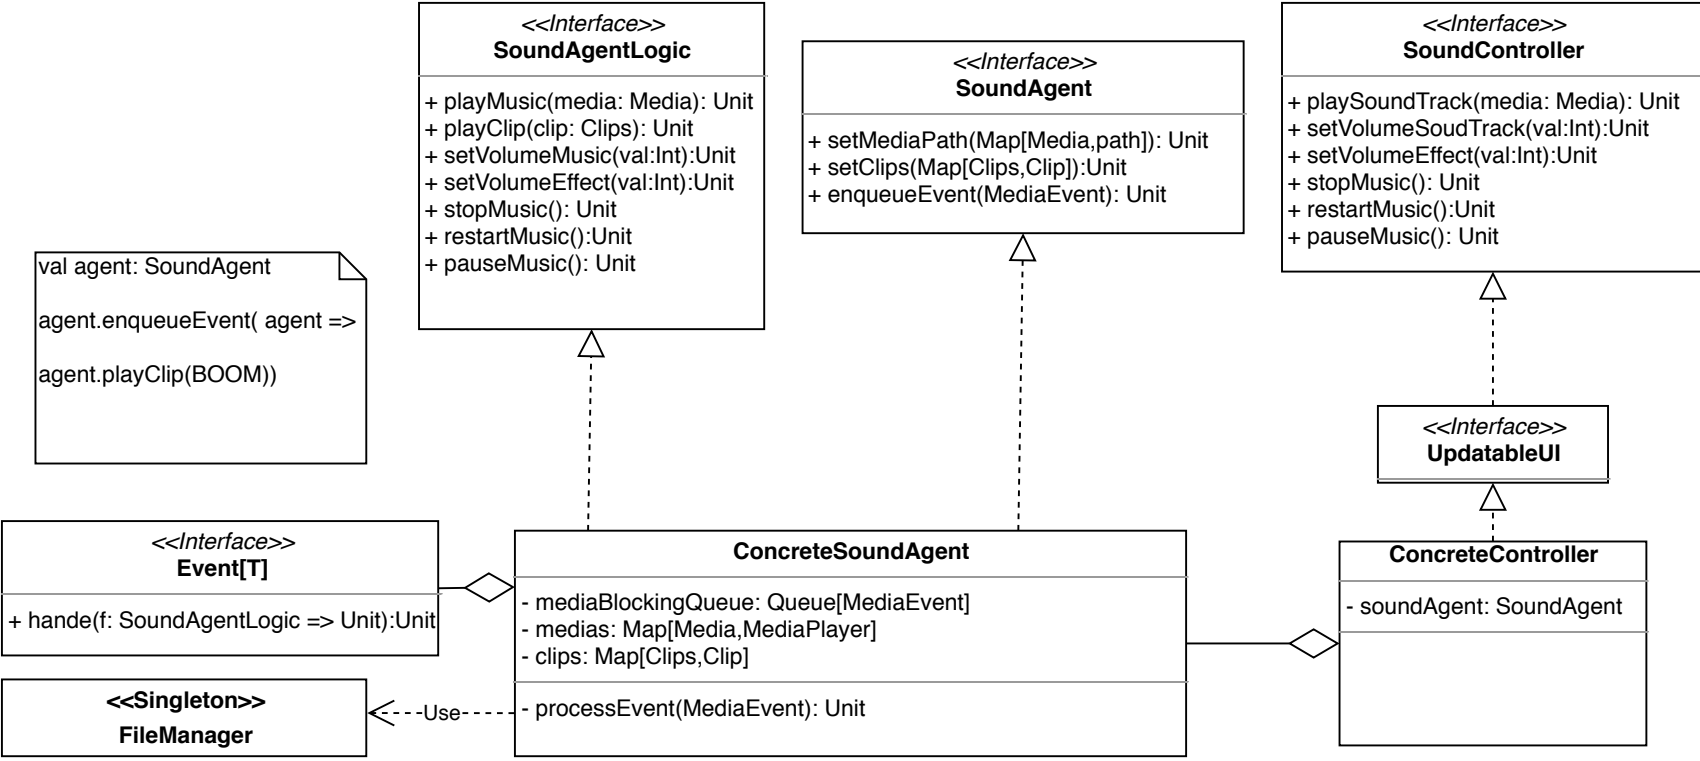 <<Interface>>
SoundAgentLogic
+ playMusic(media: Media): Unit
+ playClip(clip: Clips): Unit
+ setVolumeMusic(val:Int):Unit
+ setVolumeEffect(val:Int):Unit
+ stopMusic(): Unit
+ restartMusic():Unit
+ pauseMusic(): Unit
<<Interface>>
SoundAgent
+ setMediaPath(Map[Media,path]): Unit
+ setClips(Map[Clips,Clip]):Unit
+ enqueueEvent(MediaEvent): Unit
<<Interface>>
SoundController
+ playSoundTrack(media: Media): Unit
+ setVolumeSoudTrack(val:Int):Unit
+ setVolumeEffect(val:Int):Unit
+ stopMusic(): Unit
+ restartMusic():Unit
+ pauseMusic(): Unit
val agent: SoundAgent
agent.enqueueEvent( agent =>
agent.playClip(BOOM))
<<Interface>>
UpdatableUI
<<Interface>>
Event[T]
+ hande(f: SoundAgentLogic => Unit):Unit
ConcreteSoundAgent
- mediaBlockingQueue: Queue[MediaEvent]
- medias: Map[Media,MediaPlayer]
- clips: Map[Clips,Clip]
- processEvent(MediaEvent): Unit
ConcreteController
- soundAgent: SoundAgent
<<Singleton>>
FileManager
Use